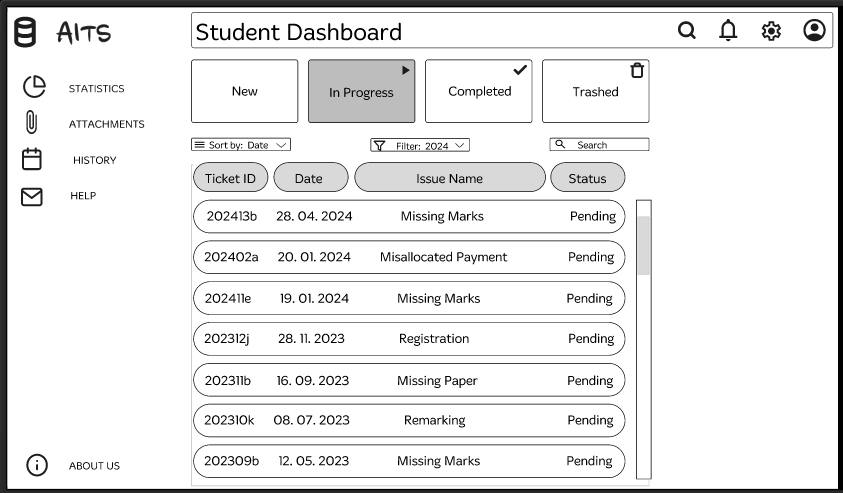 AITS
Student Dashboard
STATISTICS
ATTACHMENTS
HISTORY
HELP
ABOUT US
New
In Progress
Completed
Trashed
Sort by: Date
Filter: 2024
Search
Ticket ID Date Issue Name Status
202413b 28. 04. 2024 Missing Marks Pending
202402a 20. 01. 2024 Misallocated Payment Pending
202411e 19. 01. 2024 Missing Marks Pending
202312j 28. 11. 2023 Registration Pending
202311b 16. 09. 2023 Missing Paper Pending
202310k 08. 07. 2023 Remarking Pending
202309b 12. 05. 2023 Missing Marks Pending